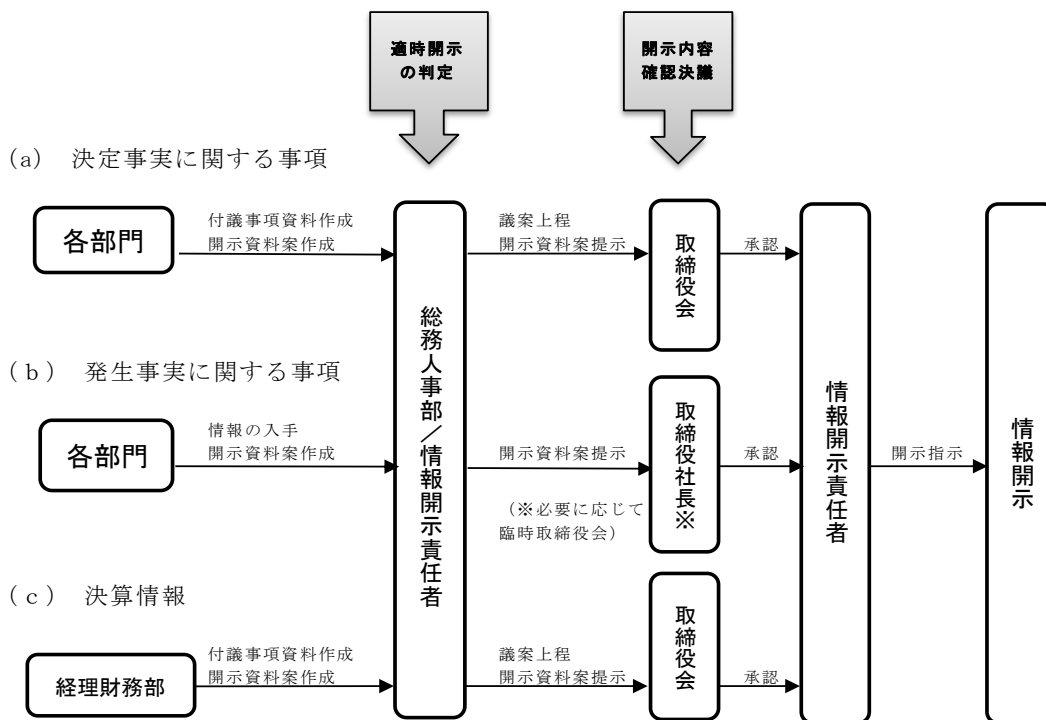 適時開示
の判定
開示内容
確認決議
(a) 決定事実に関する事項
各部門
付議事項資料作成
開示資料案作成
総務人事部／情報開示責任者
議案上程
開示資料案提示
取締役会
承認
情報開示責任者
開示指示
情報開示
(b) 発生事実に関する事項
各部門
情報の入手
開示資料案作成
開示資料案提示
（※必要に応じて
臨時取締役会）
取締役社長※
承認
(c) 決算情報
経理財務部
付議事項資料作成
開示資料案作成
議案上程
開示資料案提示
取締役会
承認